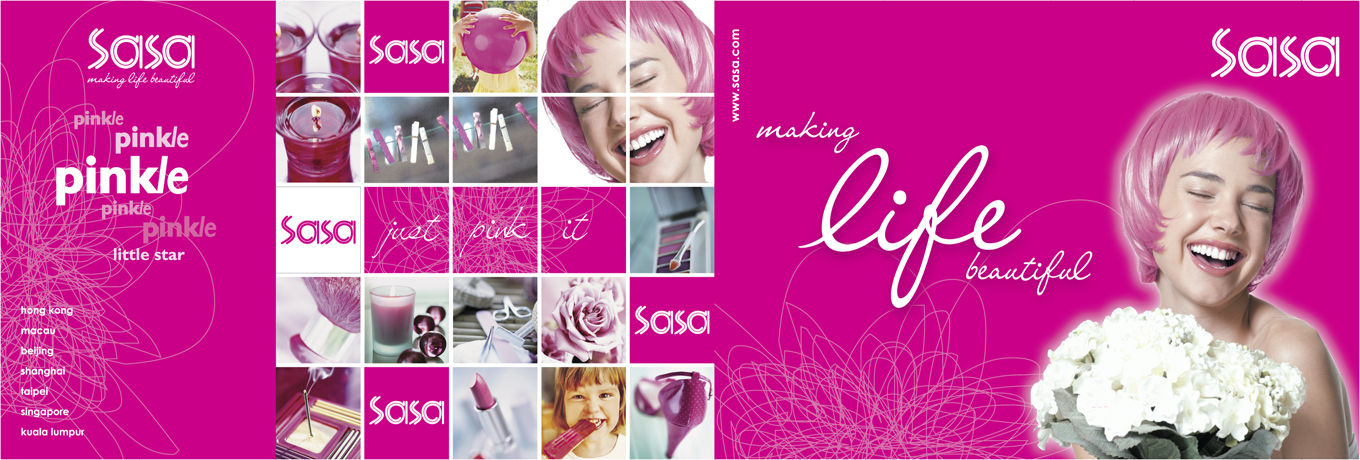 Sasa
making life beautiful
pinkle
pinkle
pinkle
pinkle
pinkle
little star
hong kong
macau
beijing
shanghai
taipei
singapore
kuala lumpur
Sasa
Sasa
just pink it
Sasa
Sasa
www.sasa.com
Sasa
making
life
beautiful